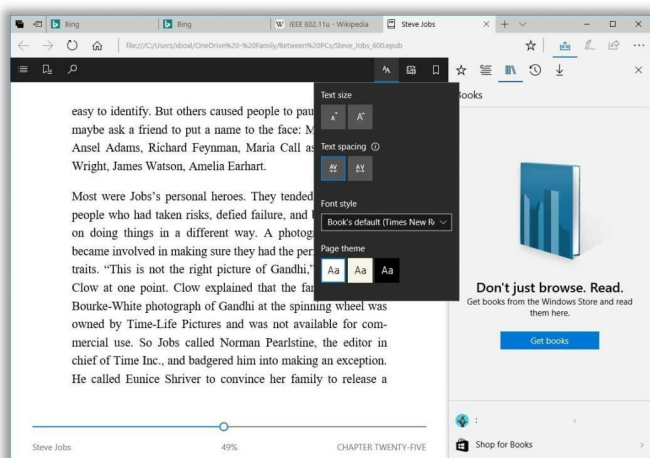 Bing
Bing
W IEEE 802.11u - Wikipedia
Steve Jobs
file:///C:/Users/xboxl/OneDrive%20-%20Family/Between%20PCs/Steve_Jobs_600.epub
Text size
A A
Text spacing
AV AV
Font style
Book's default (Times New R
Page theme
Aa Aa Aa
easy to identify. But others caused people to pau
maybe ask a friend to put a name to the face: M
Ansel Adams, Richard Feynman, Maria Call as
Wright, James Watson, Amelia Earhart.
Most were Jobs's personal heroes. They tended
people who had taken risks, defied failure, and
on doing things in a different way. A photog
became involved in making sure they had the per
traits. “This is not the right picture of Gandhi,”
Clow at one point. Clow explained that the fa
Bourke-White photograph of Gandhi at the spinning wheel was
owned by Time-Life Pictures and was not available for com-
mercial use. So Jobs called Norman Pearlstine, the editor in
chief of Time Inc., and badgered him into making an exception.
He called Eunice Shriver to convince her family to release a
Steve Jobs
49%
CHAPTER TWENTY-FIVE
ooks
Don't just browse. Read.
Get books from the Windows Store and read
them here.
Get books
Shop for Books